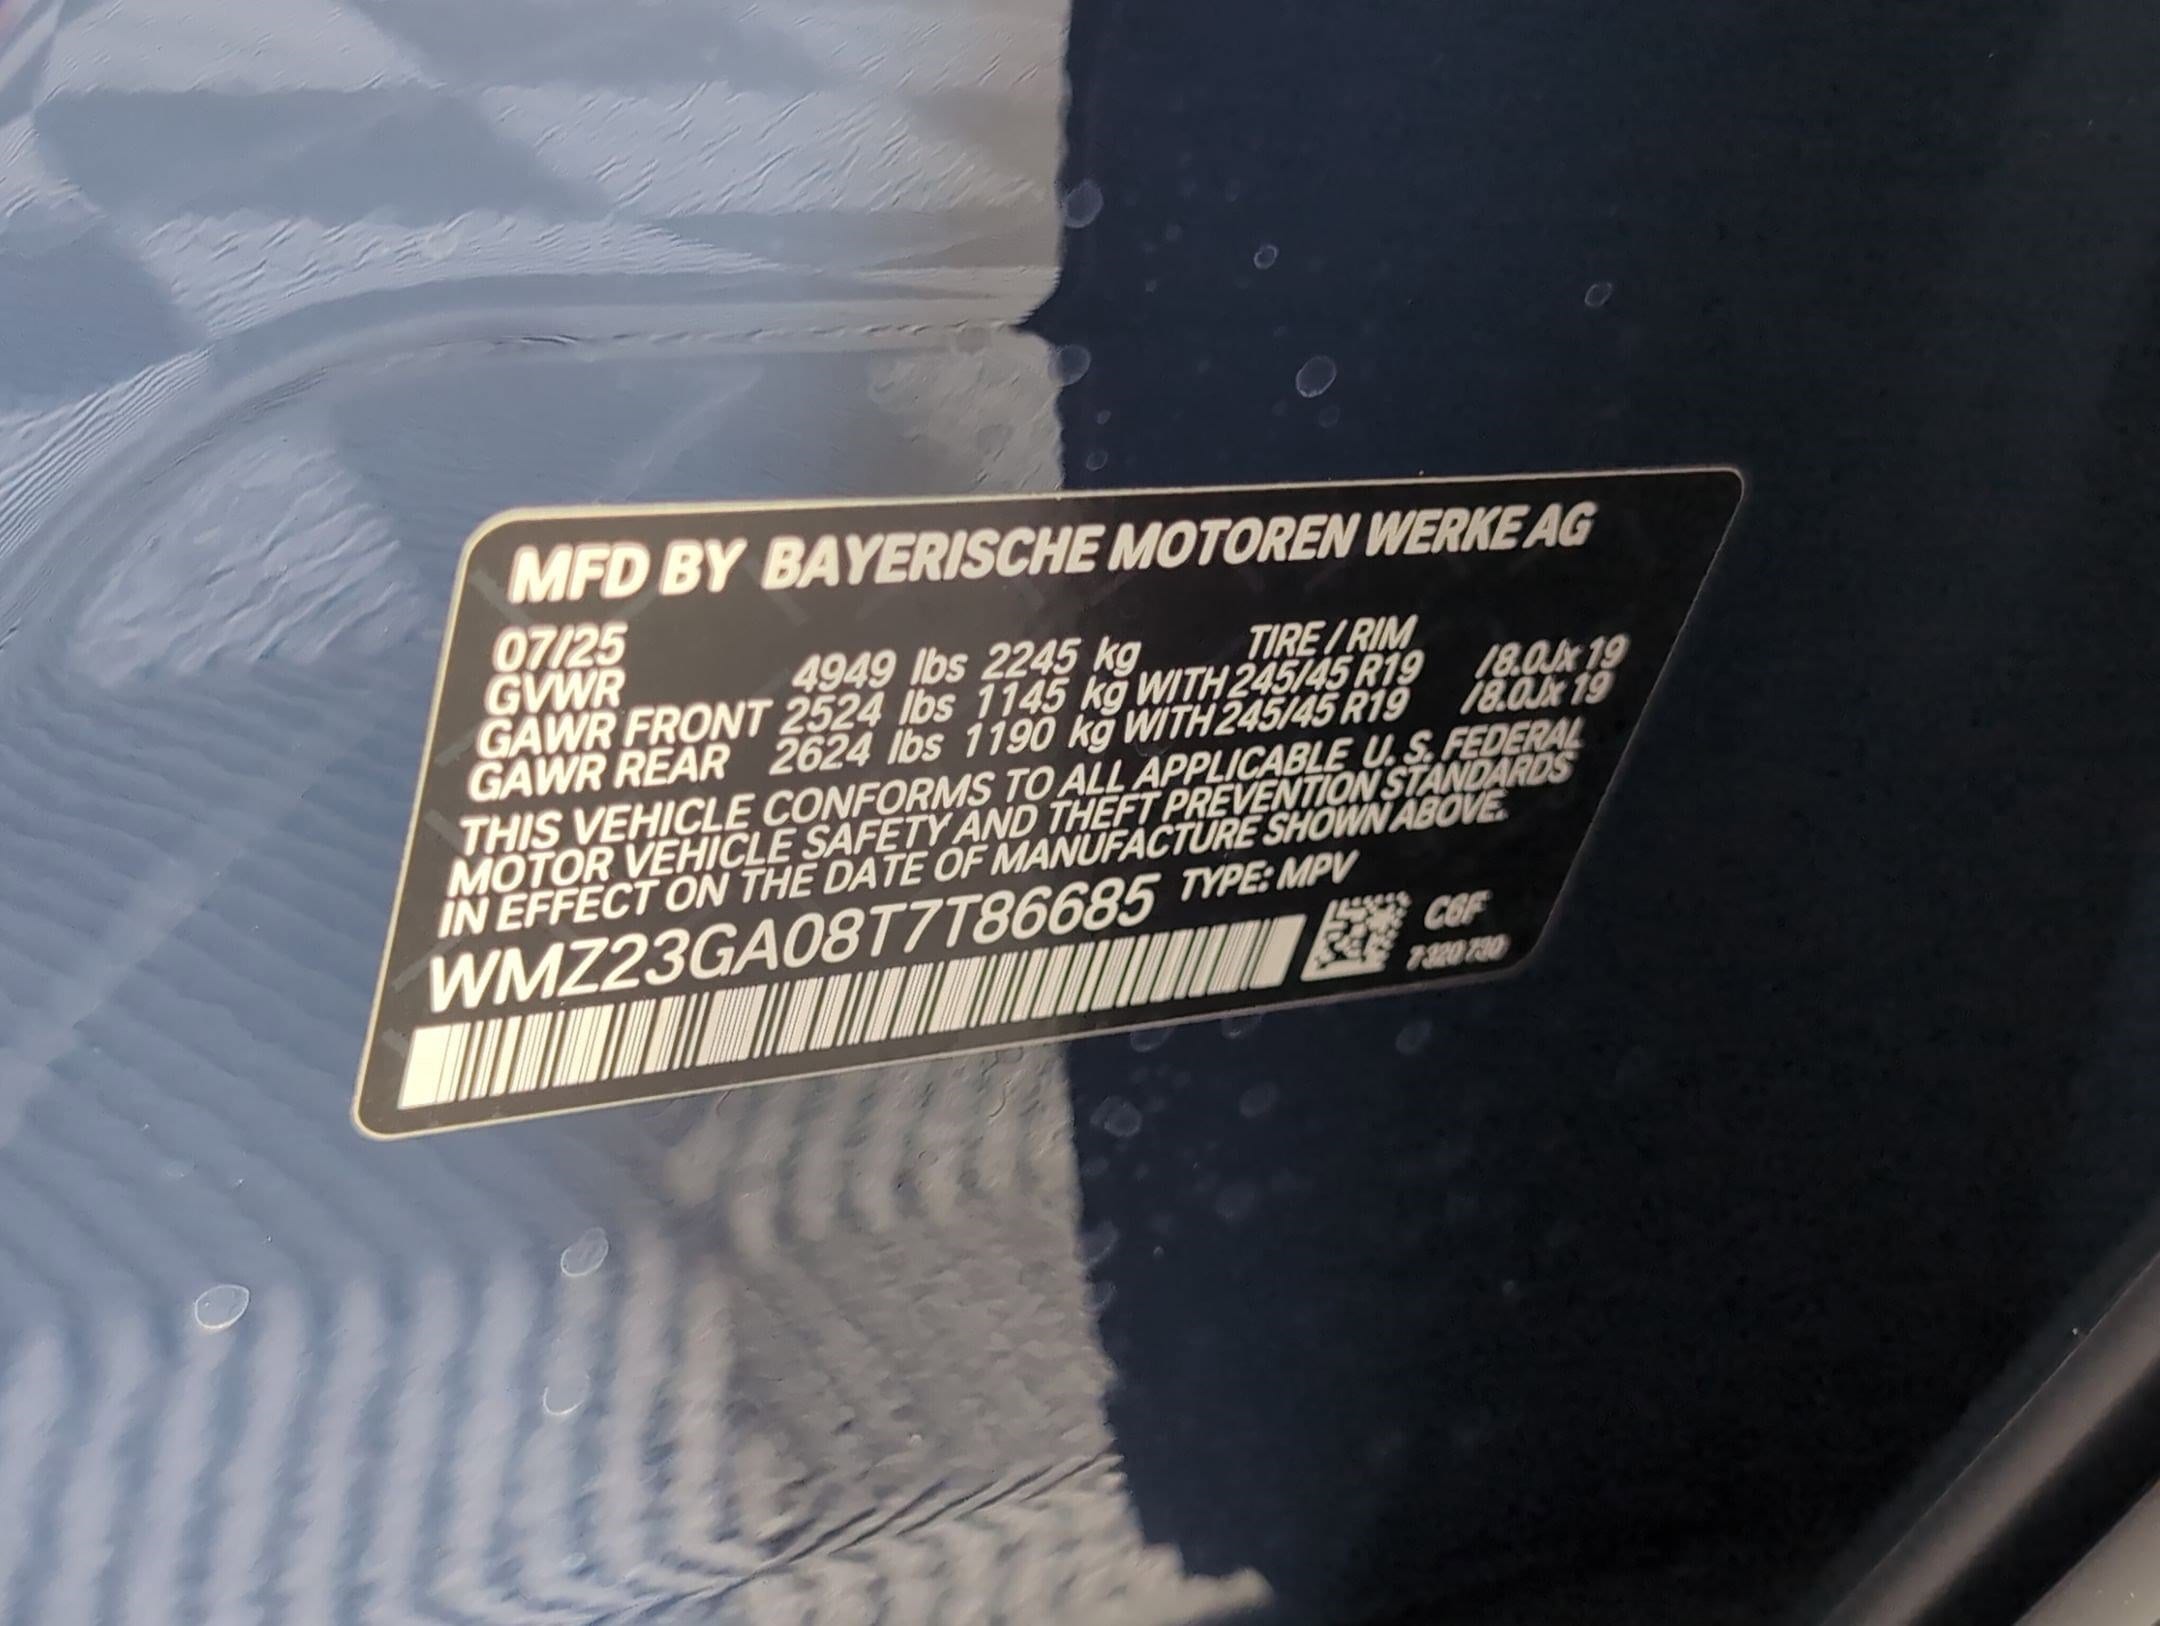 MFD BY BAYERISCHE MOTOREN WERKE AG
07/25 TIRE / RIM
GVWR 4949 lbs 2245 kg
GAWR FRONT 2524 lbs 1145 kg WITH 245/45 R19 /8.0Jx 19
GAWR REAR 2624 lbs 1190 kg WITH 245/45 R19 /8.0Jx 19
THIS VEHICLE CONFORMS TO ALL APPLICABLE U. S. FEDERAL
MOTOR VEHICLE SAFETY AND THEFT PREVENTION STANDARDS
IN EFFECT ON THE DATE OF MANUFACTURE SHOWN ABOVE.
WMZ23GA08T7T86685 TYPE: MPV
C6F
7 320 730